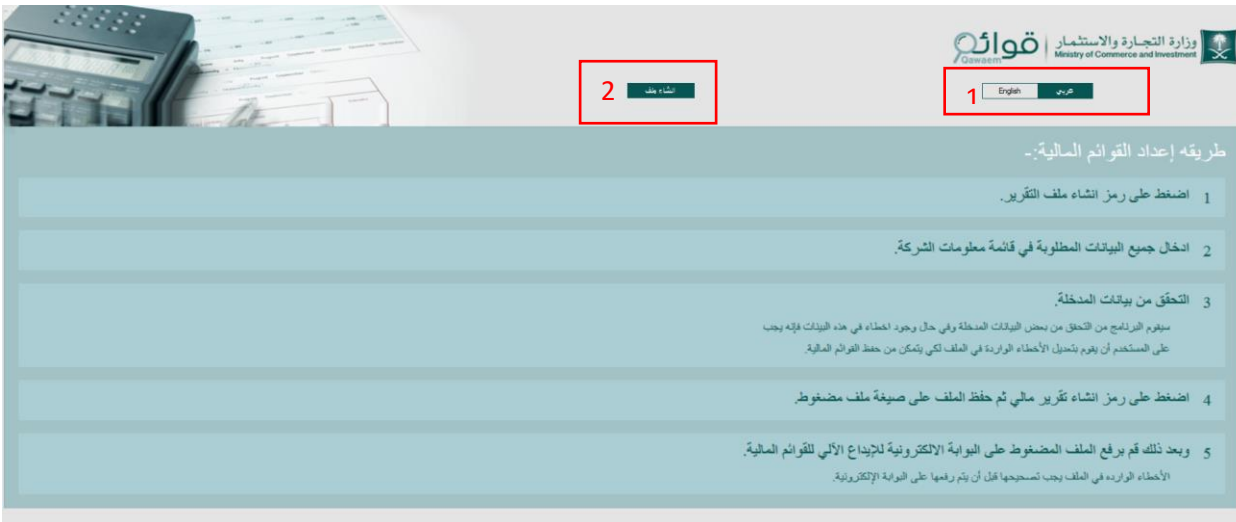 وزارة التجـارة والاستثمـار
Ministry of Commerce and Investment
قوائم
Qawaem
1
عربي
English
2
انشاء ملف
طريقه إعداد القوائم المالية:-
1 اضغط على رمز انشاء ملف التقرير.
2 ادخال جميع البيانات المطلوبة في قائمة معلومات الشركة.
3 التحقق من بيانات المدخلة.
سيقوم البرنامج من التحقق من بعض البيانات المدخلة وفي حال وجود اخطاء في هذه البينات فإنه يجب
على المستخدم أن يقوم بتعديل الأخطاء الواردة في الملف لكي يتمكن من حفظ القوائم المالية.
4 اضغط على رمز انشاء تقرير مالي ثم حفظ الملف على صيغة ملف مضغوط.
5 وبعد ذلك قم برفع الملف المضغوط على البوابة الالكترونية للإيداع الآلي للقوائم المالية.
الأخطاء الوارده في الملف يجب تصحيحها قبل أن يتم رفعها على البوابة الإلكترونية.